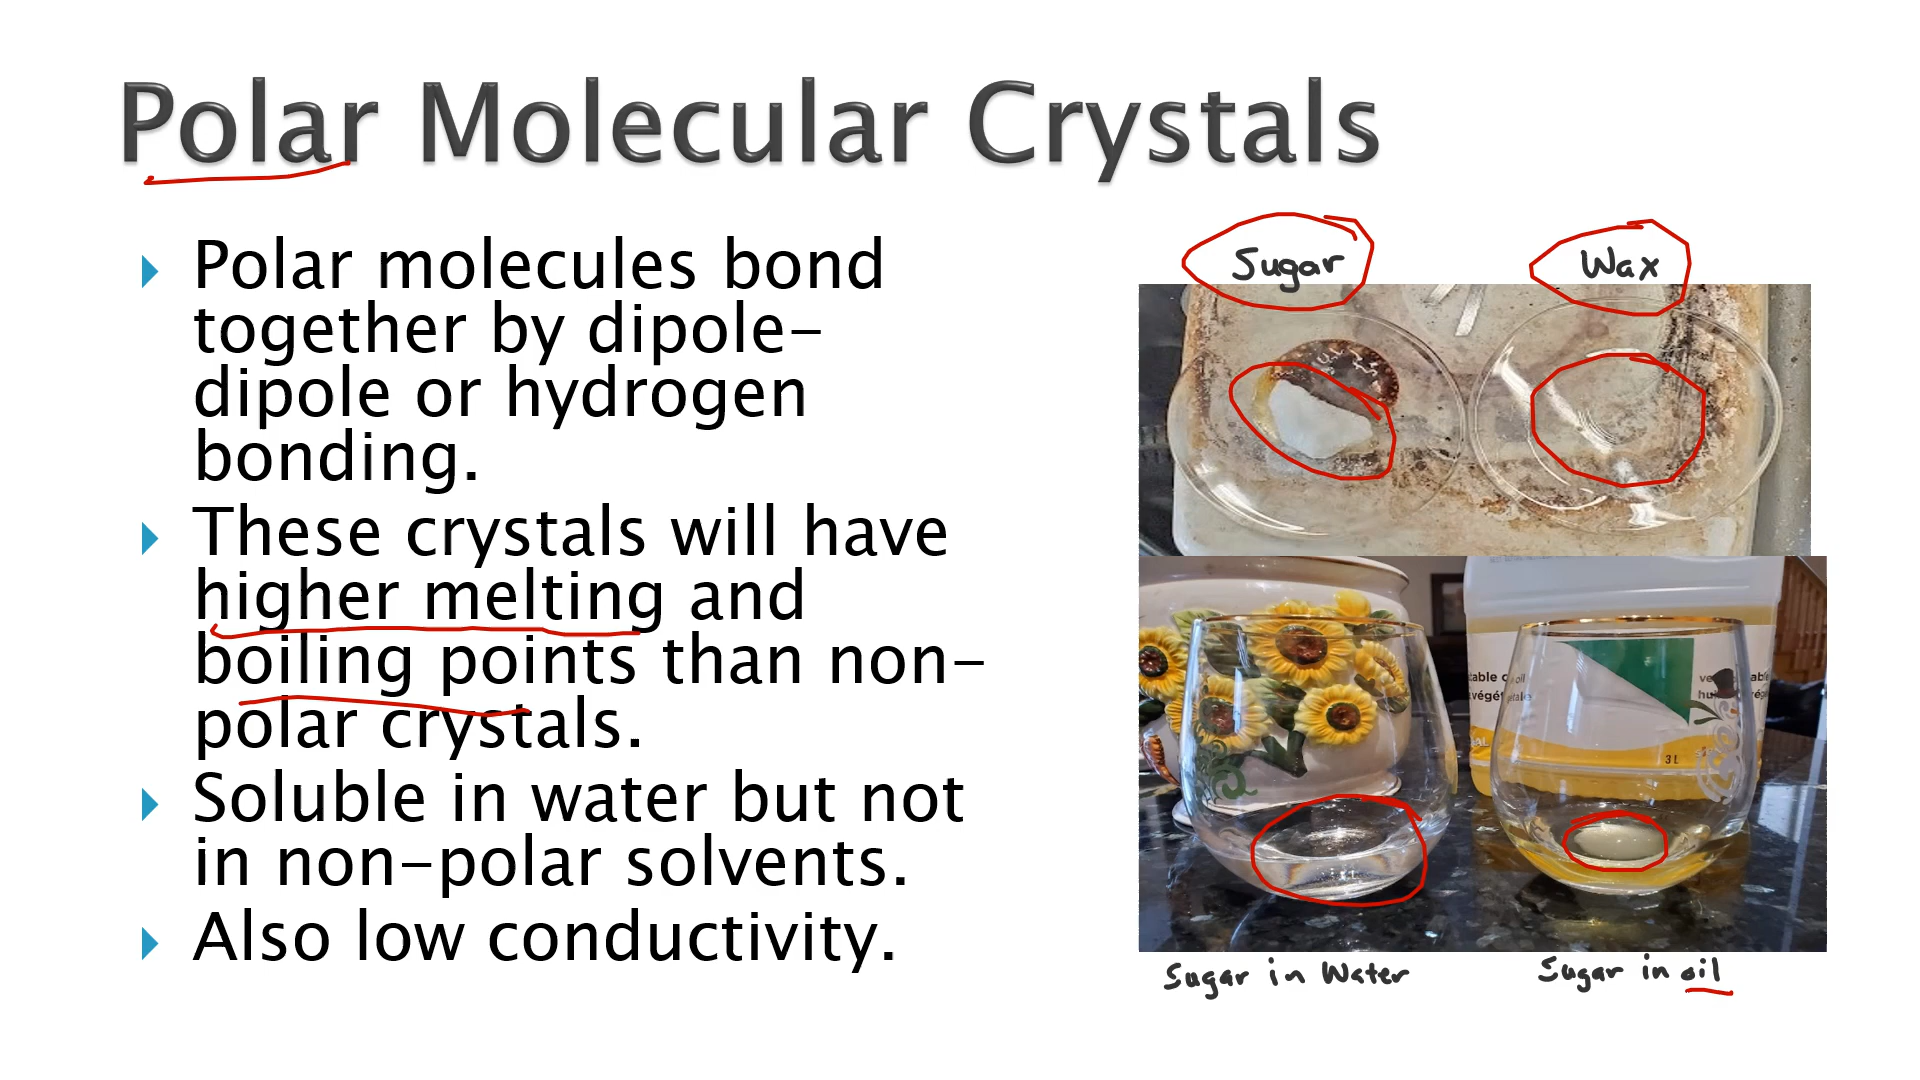 Polar Molecular Crystals
Polar molecules bond
together by dipole-
dipole or hydrogen
bonding.
These crystals will have
higher melting and
boiling points than non-
polar crystals.
Soluble in water but not
in non-polar solvents.
Also low conductivity.
Sugar
Wax
3 L
Sugar in Water
Sugar in oil